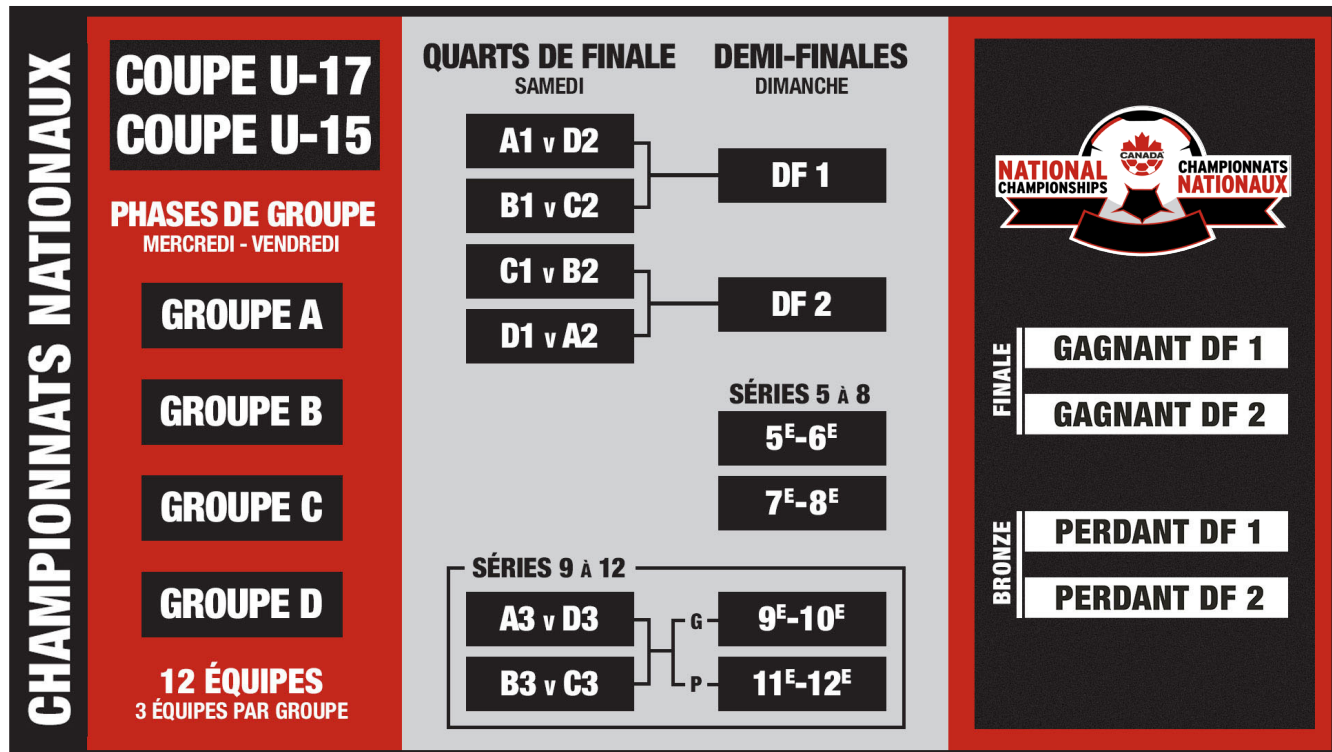 CHAMPIONNATS NATIONAUX
COUPE U-17
COUPE U-15
PHASES DE GROUPE
MERCREDI - VENDREDI
GROUPE A
GROUPE B
GROUPE C
GROUPE D
12 ÉQUIPES
3 ÉQUIPES PAR GROUPE
QUARTS DE FINALE
SAMEDI
A1 v D2
B1 v C2
C1 v B2
D1 v A2
DEMI-FINALES
DIMANCHE
DF 1
DF 2
SÉRIES 5 À 8
5E-6E
7E-8E
SÉRIES 9 À 12
A3 v D3
B3 v C3
G
P
9E-10E
11E-12E
CANADA
NATIONAL
CHAMPIONSHIPS
CHAMPIONNATS
NATIONAUX
FINALE
GAGNANT DF 1
GAGNANT DF 2
BRONZE
PERDANT DF 1
PERDANT DF 2